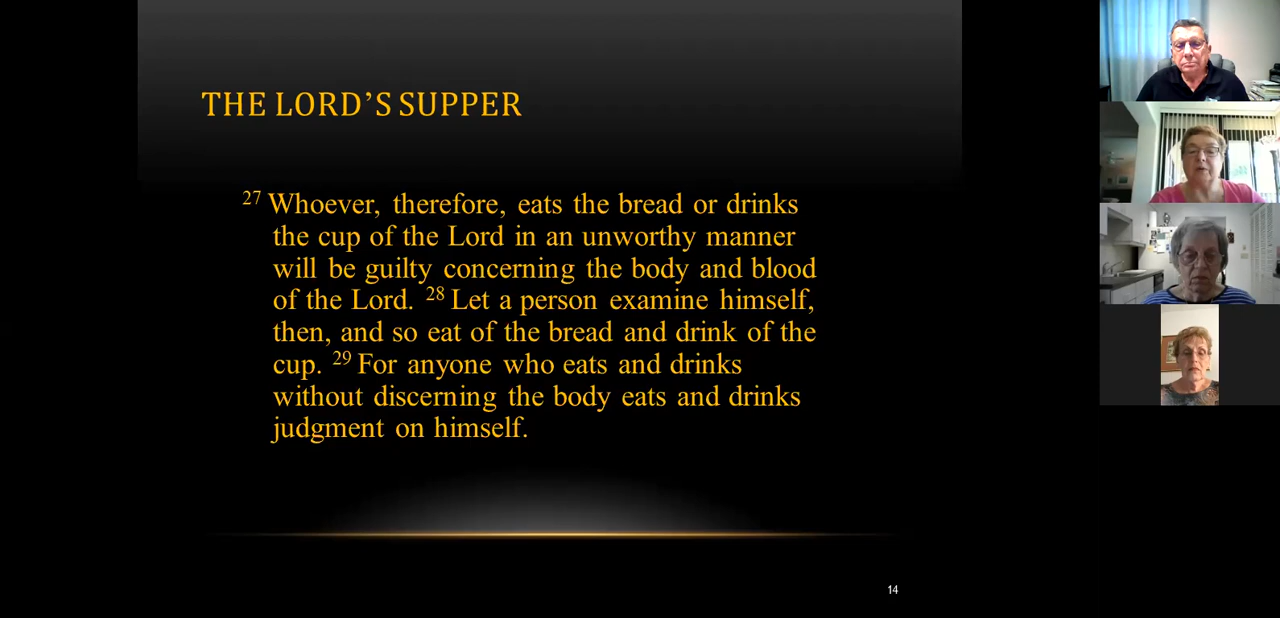 THE LORD'S SUPPER
27 Whoever, therefore, eats the bread or drinks
the cup of the Lord in an unworthy manner
will be guilty concerning the body and blood
of the Lord. 28 Let a person examine himself,
then, and so eat of the bread and drink of the
cup. 29 For anyone who eats and drinks
without discerning the body eats and drinks
judgment on himself.
14